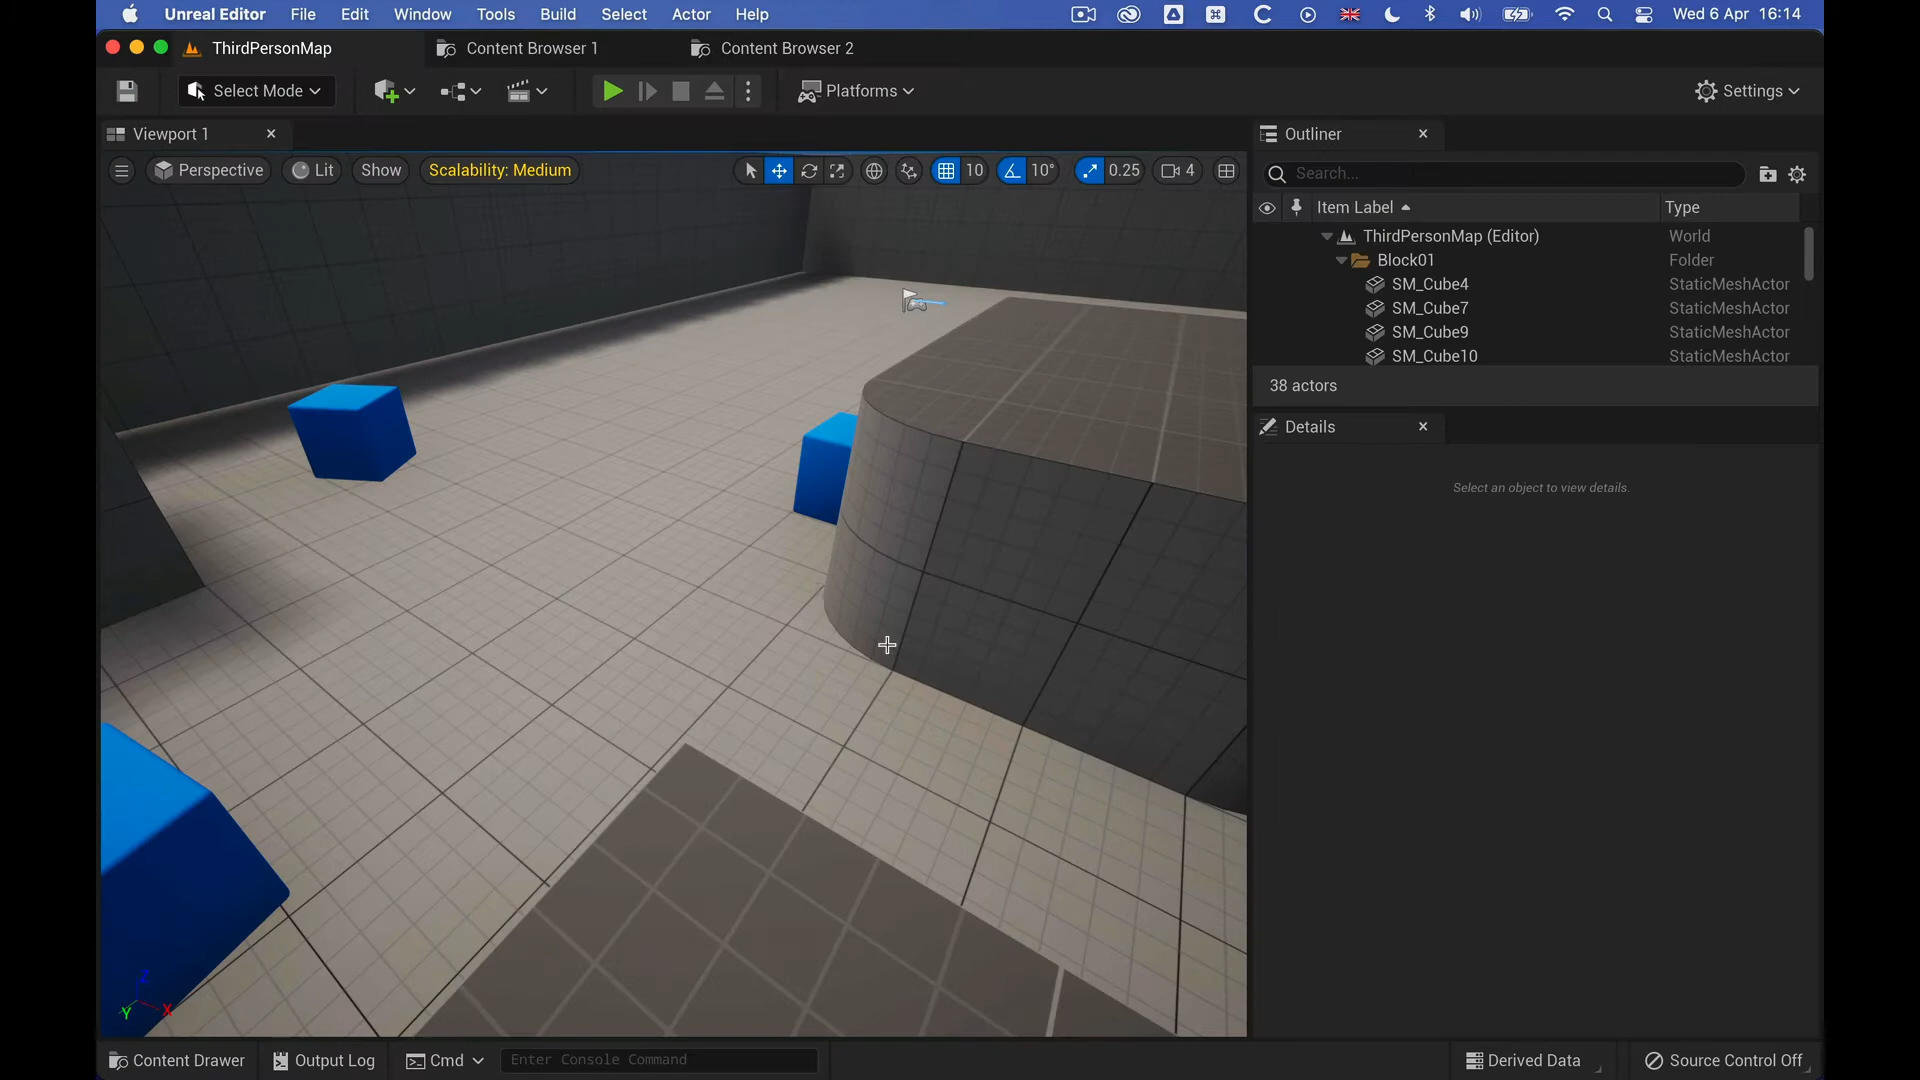 Unreal Editor File Edit Window Tools Build Select Actor Help Wed 6 Apr 16:14
ThirdPersonMap Content Browser 1 Content Browser 2
Select Mode Platforms Settings
Viewport 1 Outliner
Perspective Lit Show Scalability: Medium 10 10° 0.25 4 Search...
Item Label Type
ThirdPersonMap (Editor) World
Block01 Folder
SM_Cube4 StaticMeshActor
SM_Cube7 StaticMeshActor
SM_Cube9 StaticMeshActor
SM_Cube10 StaticMeshActor
38 actors
Details
Select an object to view details.
Z
Y X
Content Drawer Output Log Cmd Enter Console Command Derived Data Source Control Off